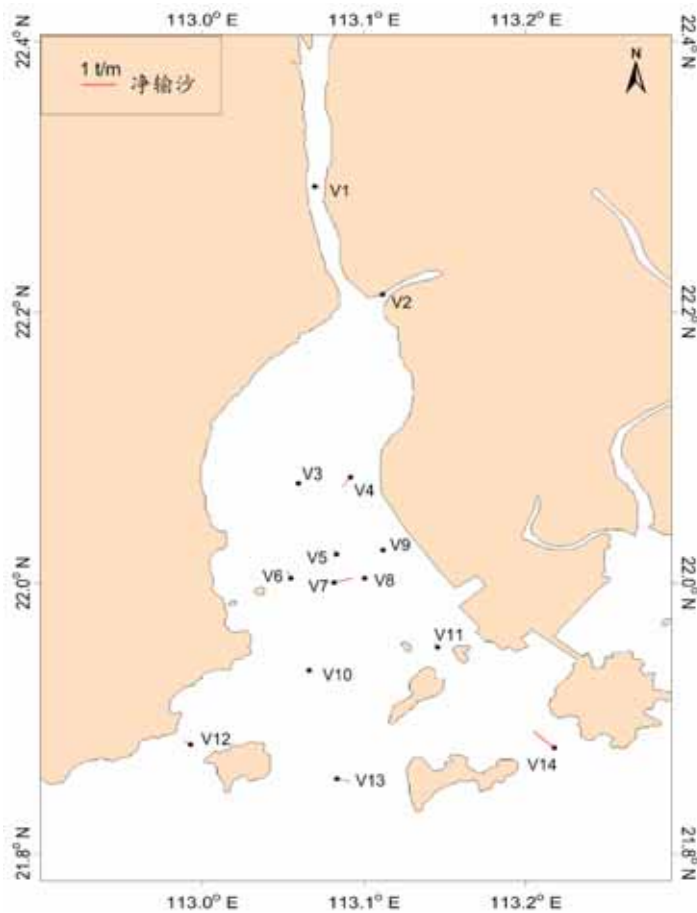 113.0° E 113.1° E 113.2° E
22.4° N 22.4° N
N
1 t/m
净输沙
V1
V2
22.2° N 22.2° N
V3
V4
V5
V9
V6
V7
V8
22.0° N 22.0° N
V11
V10
V12
V14
V13
21.8° N 21.8° N
113.0° E 113.1° E 113.2° E